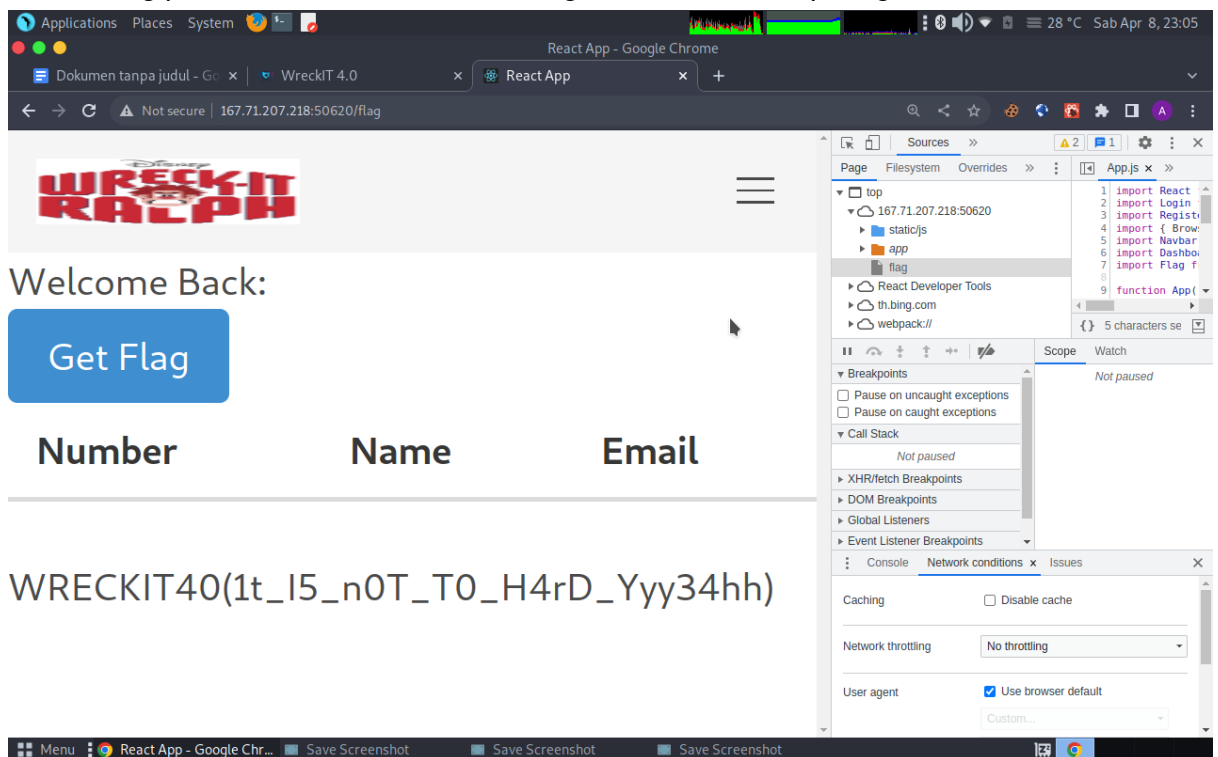 Applications Places System 28 °C Sab Apr 8, 23:05
React App - Google Chrome
Dokumen tanpa judul - Go × WreckIT 4.0 × React App × +
Not secure | 167.71.207.218:50620/flag A
Disney
WRECK-IT
RALPH
Welcome Back:
Get Flag
Number Name Email
WRECKIT40(1t_I5_n0T_T0_H4rD_Yyy34hh)
Sources » 2 1
Page Filesystem Overrides » App.js × »
top
167.71.207.218:50620
static/js
app
flag
React Developer Tools
th.bing.com
webpack://
1 import React
2 import Login
3 import Registe
4 import { Brow
5 import Navbar
6 import Dashboa
7 import Flag f
8
9 function App(
{} 5 characters se
Scope Watch
Not paused
Breakpoints
Pause on uncaught exceptions
Pause on caught exceptions
Call Stack
Not paused
XHR/fetch Breakpoints
DOM Breakpoints
Global Listeners
Event Listener Breakpoints
Console Network conditions × Issues ×
Caching Disable cache
Network throttling No throttling
User agent Use browser default
Custom...
Menu React App - Google Chr... Save Screenshot Save Screenshot Save Screenshot